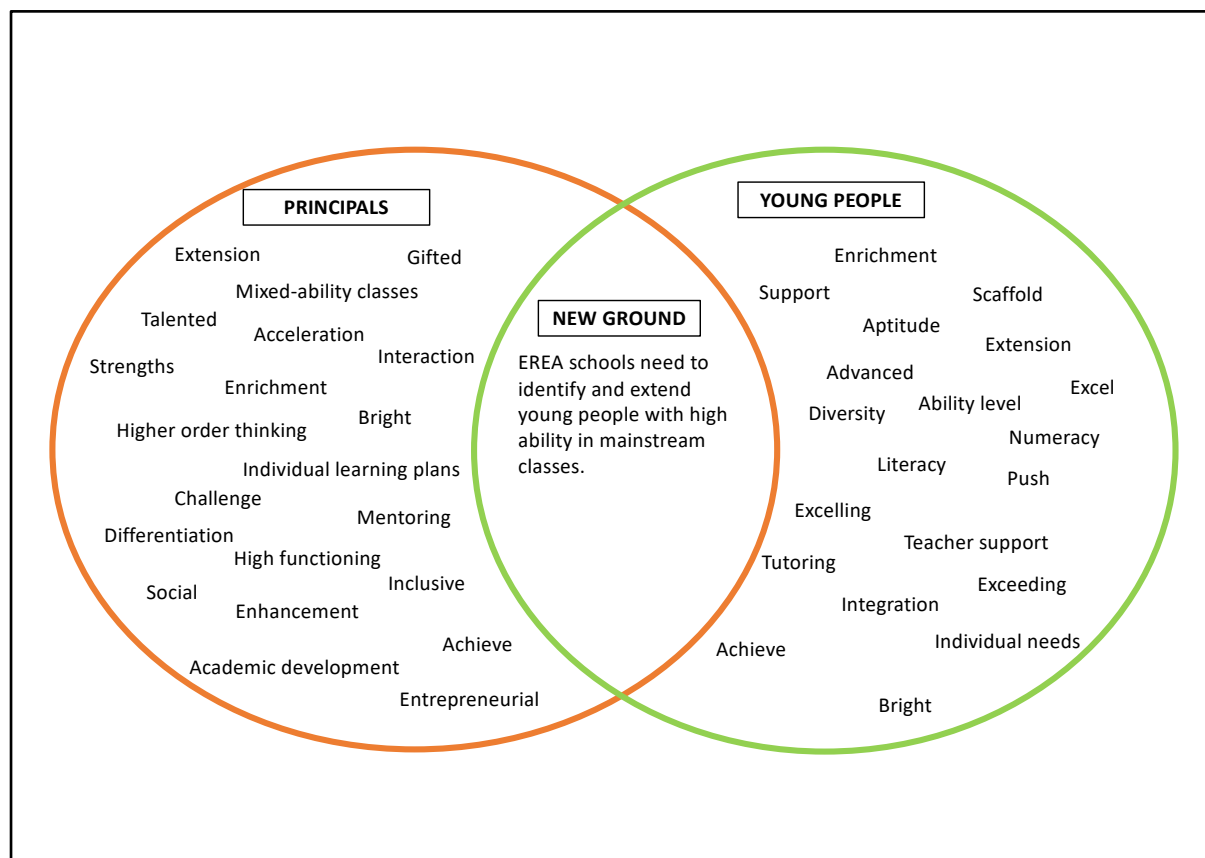 PRINCIPALS
Extension
Gifted
Mixed-ability classes
Talented
Acceleration
Interaction
Strengths
Enrichment
Bright
Higher order thinking
Individual learning plans
Challenge
Mentoring
Differentiation
High functioning
Inclusive
Social
Enhancement
Achieve
Academic development
Entrepreneurial
NEW GROUND
EREA schools need to
identify and extend
young people with high
ability in mainstream
classes.
YOUNG PEOPLE
Enrichment
Support
Scaffold
Aptitude
Extension
Advanced
Excel
Diversity
Ability level
Numeracy
Literacy
Push
Excelling
Teacher support
Tutoring
Exceeding
Integration
Individual needs
Achieve
Bright